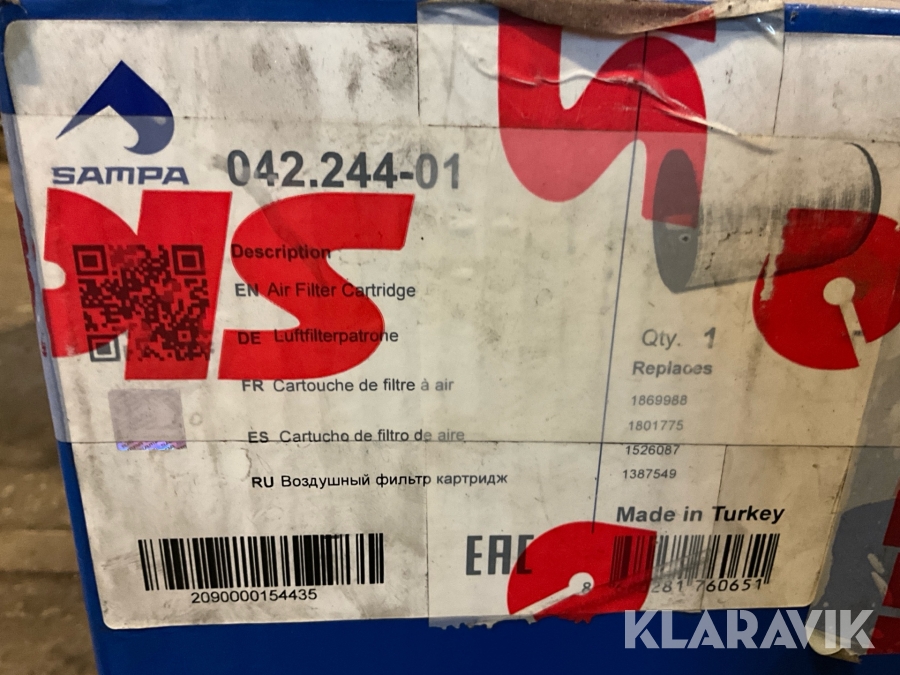 SAMPA
042.244-01
Description
EN Air Filter Cartridge
DE Luftfilterpatrone
FR Cartouche de filtre à air
ES Cartucho de filtro de aire
RU Воздушный фильтр картридж
Qty. 1
Replaces
1869988
1801775
1526087
1387549
Made in Turkey
2090000154435
EAC
281 760651
KLARAVIK